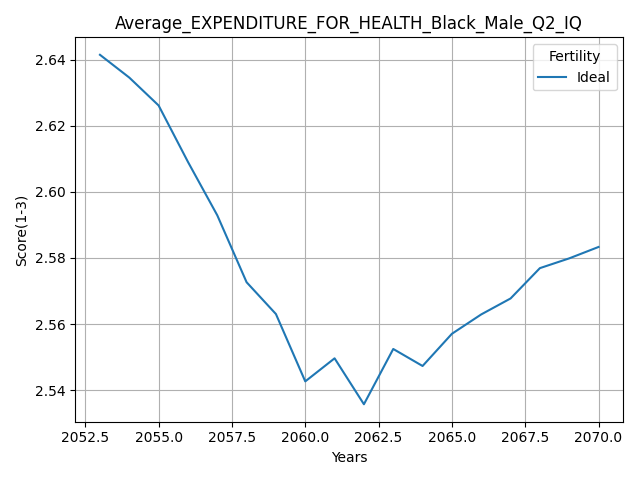 Average_EXPENDITURE_FOR_HEALTH_Black_Male_Q2_IQ
Fertility
Ideal
Score(1-3)
2.64
2.62
2.60
2.58
2.56
2.54
2052.5 2055.0 2057.5 2060.0 2062.5 2065.0 2067.5 2070.0
Years